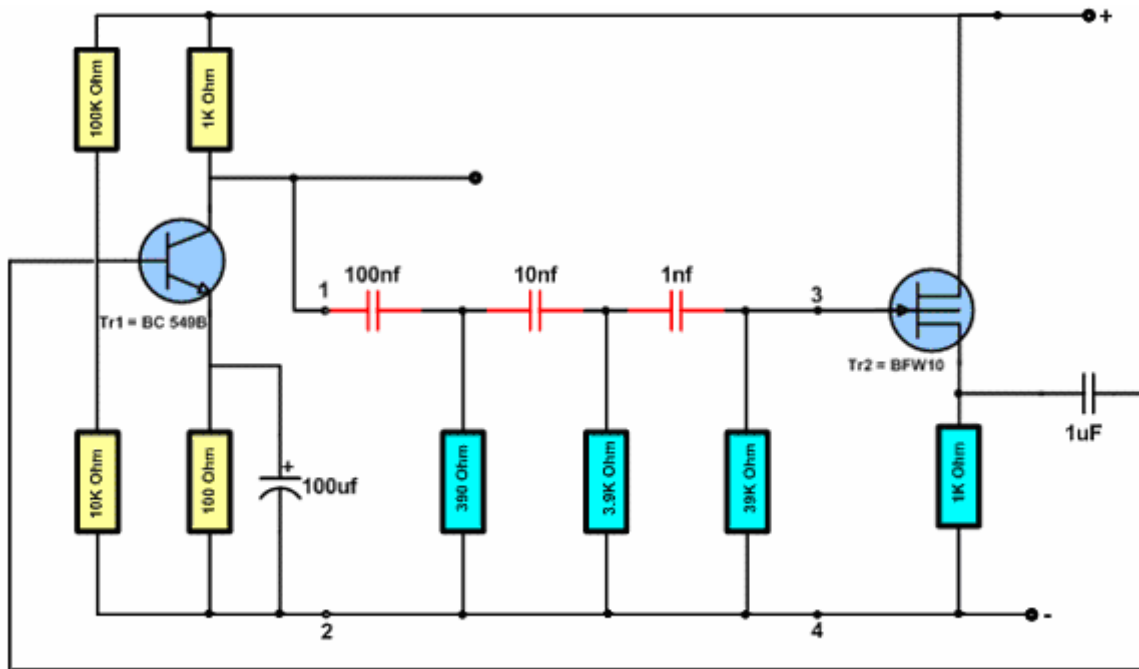 +
100K Ohm
1K Ohm
100nf
10nf
1nf
1
3
Tr1 = BC 549B
Tr2 = BFW10
1uF
10K Ohm
100 Ohm
+
100uf
390 Ohm
3.9K Ohm
39K Ohm
1K Ohm
2
4
-